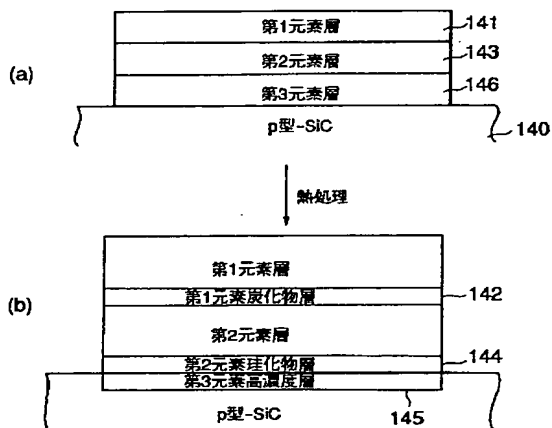 (a)
第1元素層 141
第2元素層 143
第3元素層 146
p型-SiC 140
熱処理
(b)
第1元素層
第1元素炭化物層 142
第2元素層
第2元素珪化物層 144
第3元素高濃度層
p型-SiC 145